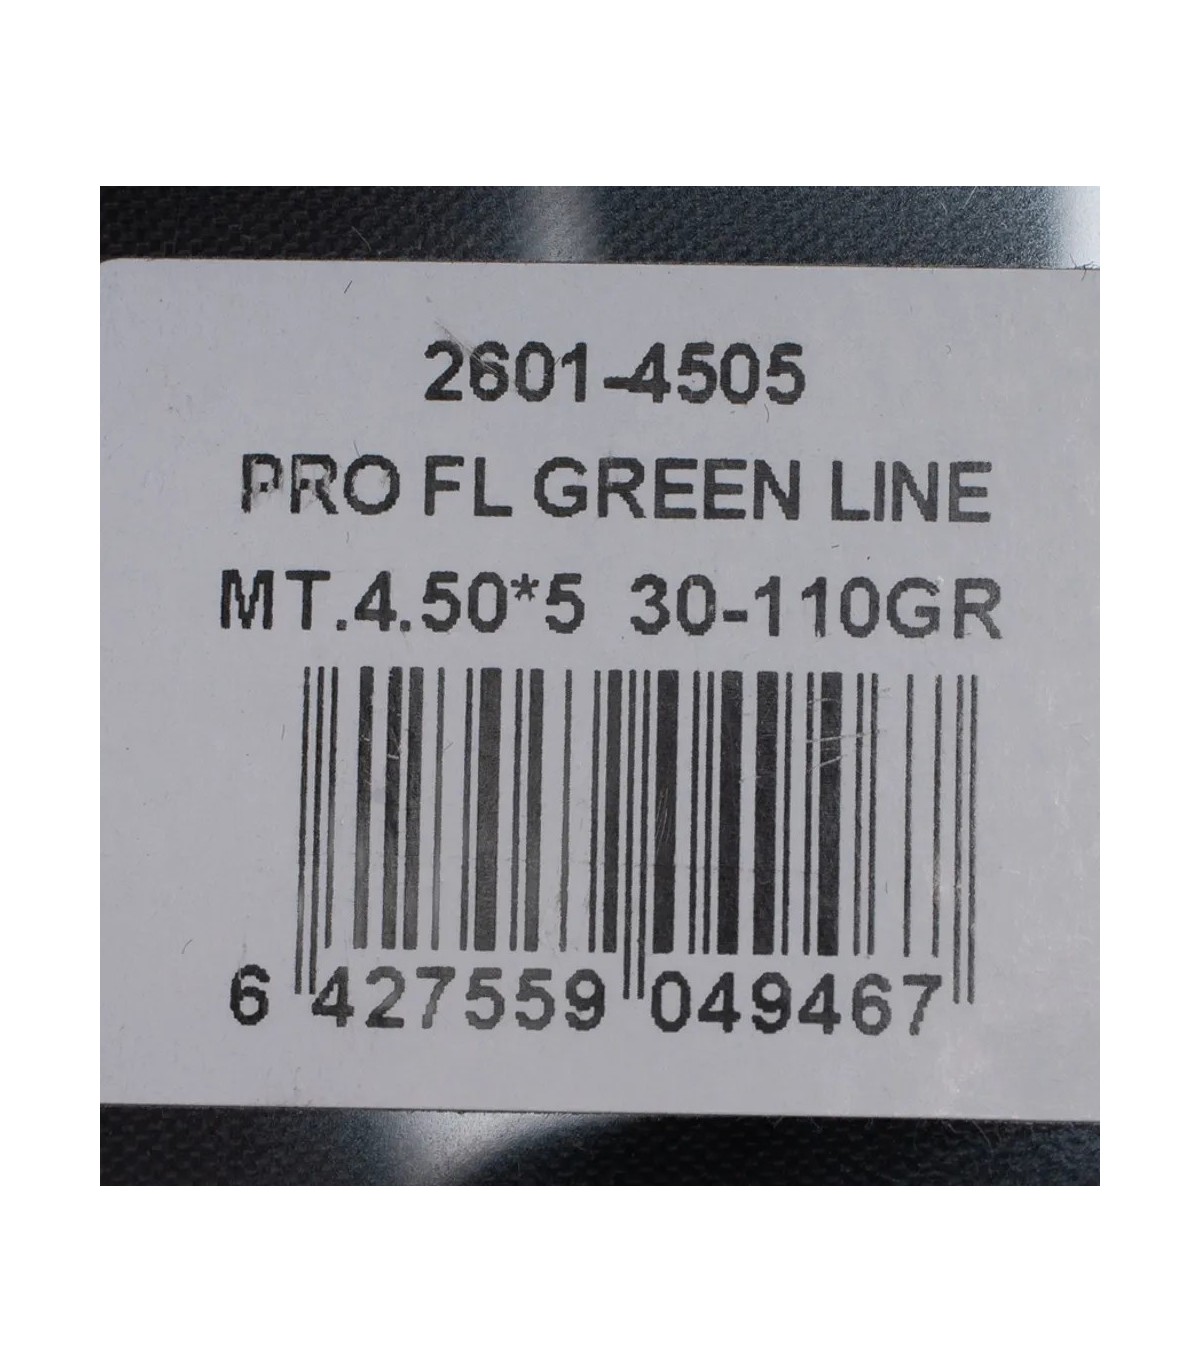 2601-4505
PRO FL GREEN LINE
MT.4.50*5 30-110GR
6 427559 049467